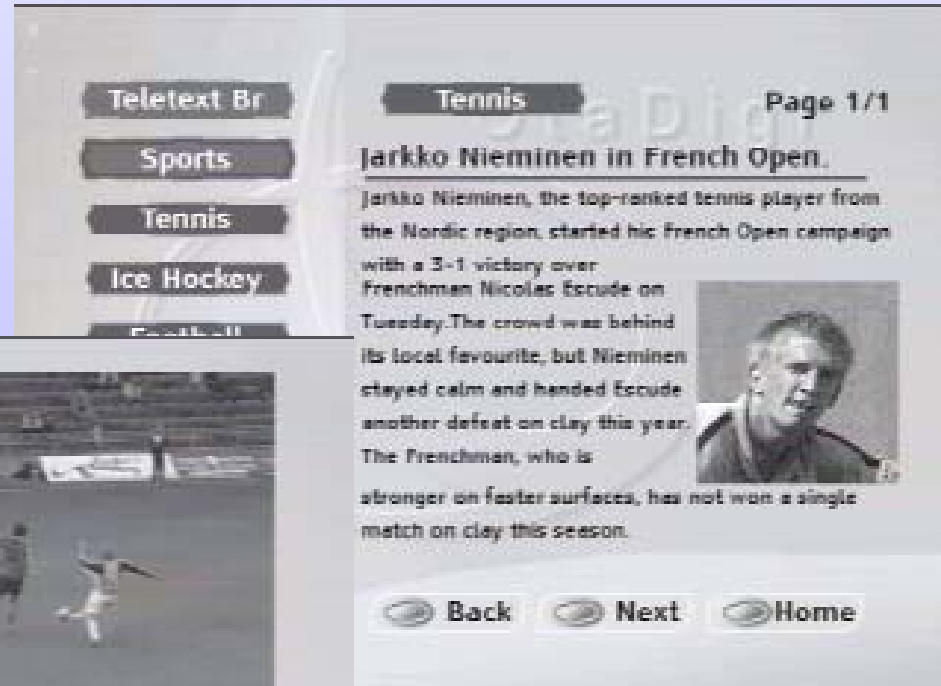 Teletext Br
Sports
Tennis
Ice Hockey
Football
Tennis
Page 1/1
Jarkko Nieminen in French Open.
Jarkko Nieminen, the top-ranked tennis player from
the Nordic region, started his French Open campaign
with a 3-1 victory over
Frenchman Nicolas Escude on
Tuesday.The crowd was behind
its local favourite, but Nieminen
stayed calm and handed Escude
another defeat on clay this year.
The Frenchman, who is
stronger on faster surfaces, has not won a single
match on clay this season.
Back
Next
Home